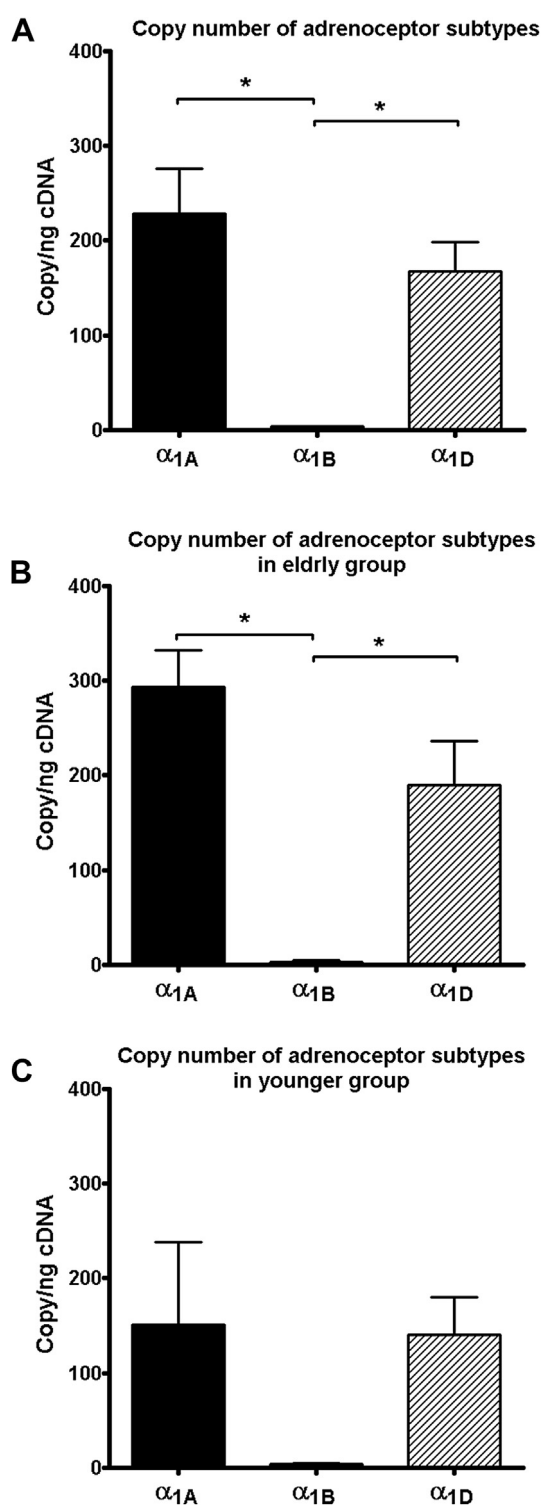 A
Copy number of adrenoceptor subtypes
400
300
200
100
0
Copy/ng cDNA
*
*
α1A
α1B
α1D
B
Copy number of adrenoceptor subtypes
in eldrly group
400
300
200
100
0
Copy/ng cDNA
*
*
α1A
α1B
α1D
C
Copy number of adrenoceptor subtypes
in younger group
400
300
200
100
0
Copy/ng cDNA
α1A
α1B
α1D